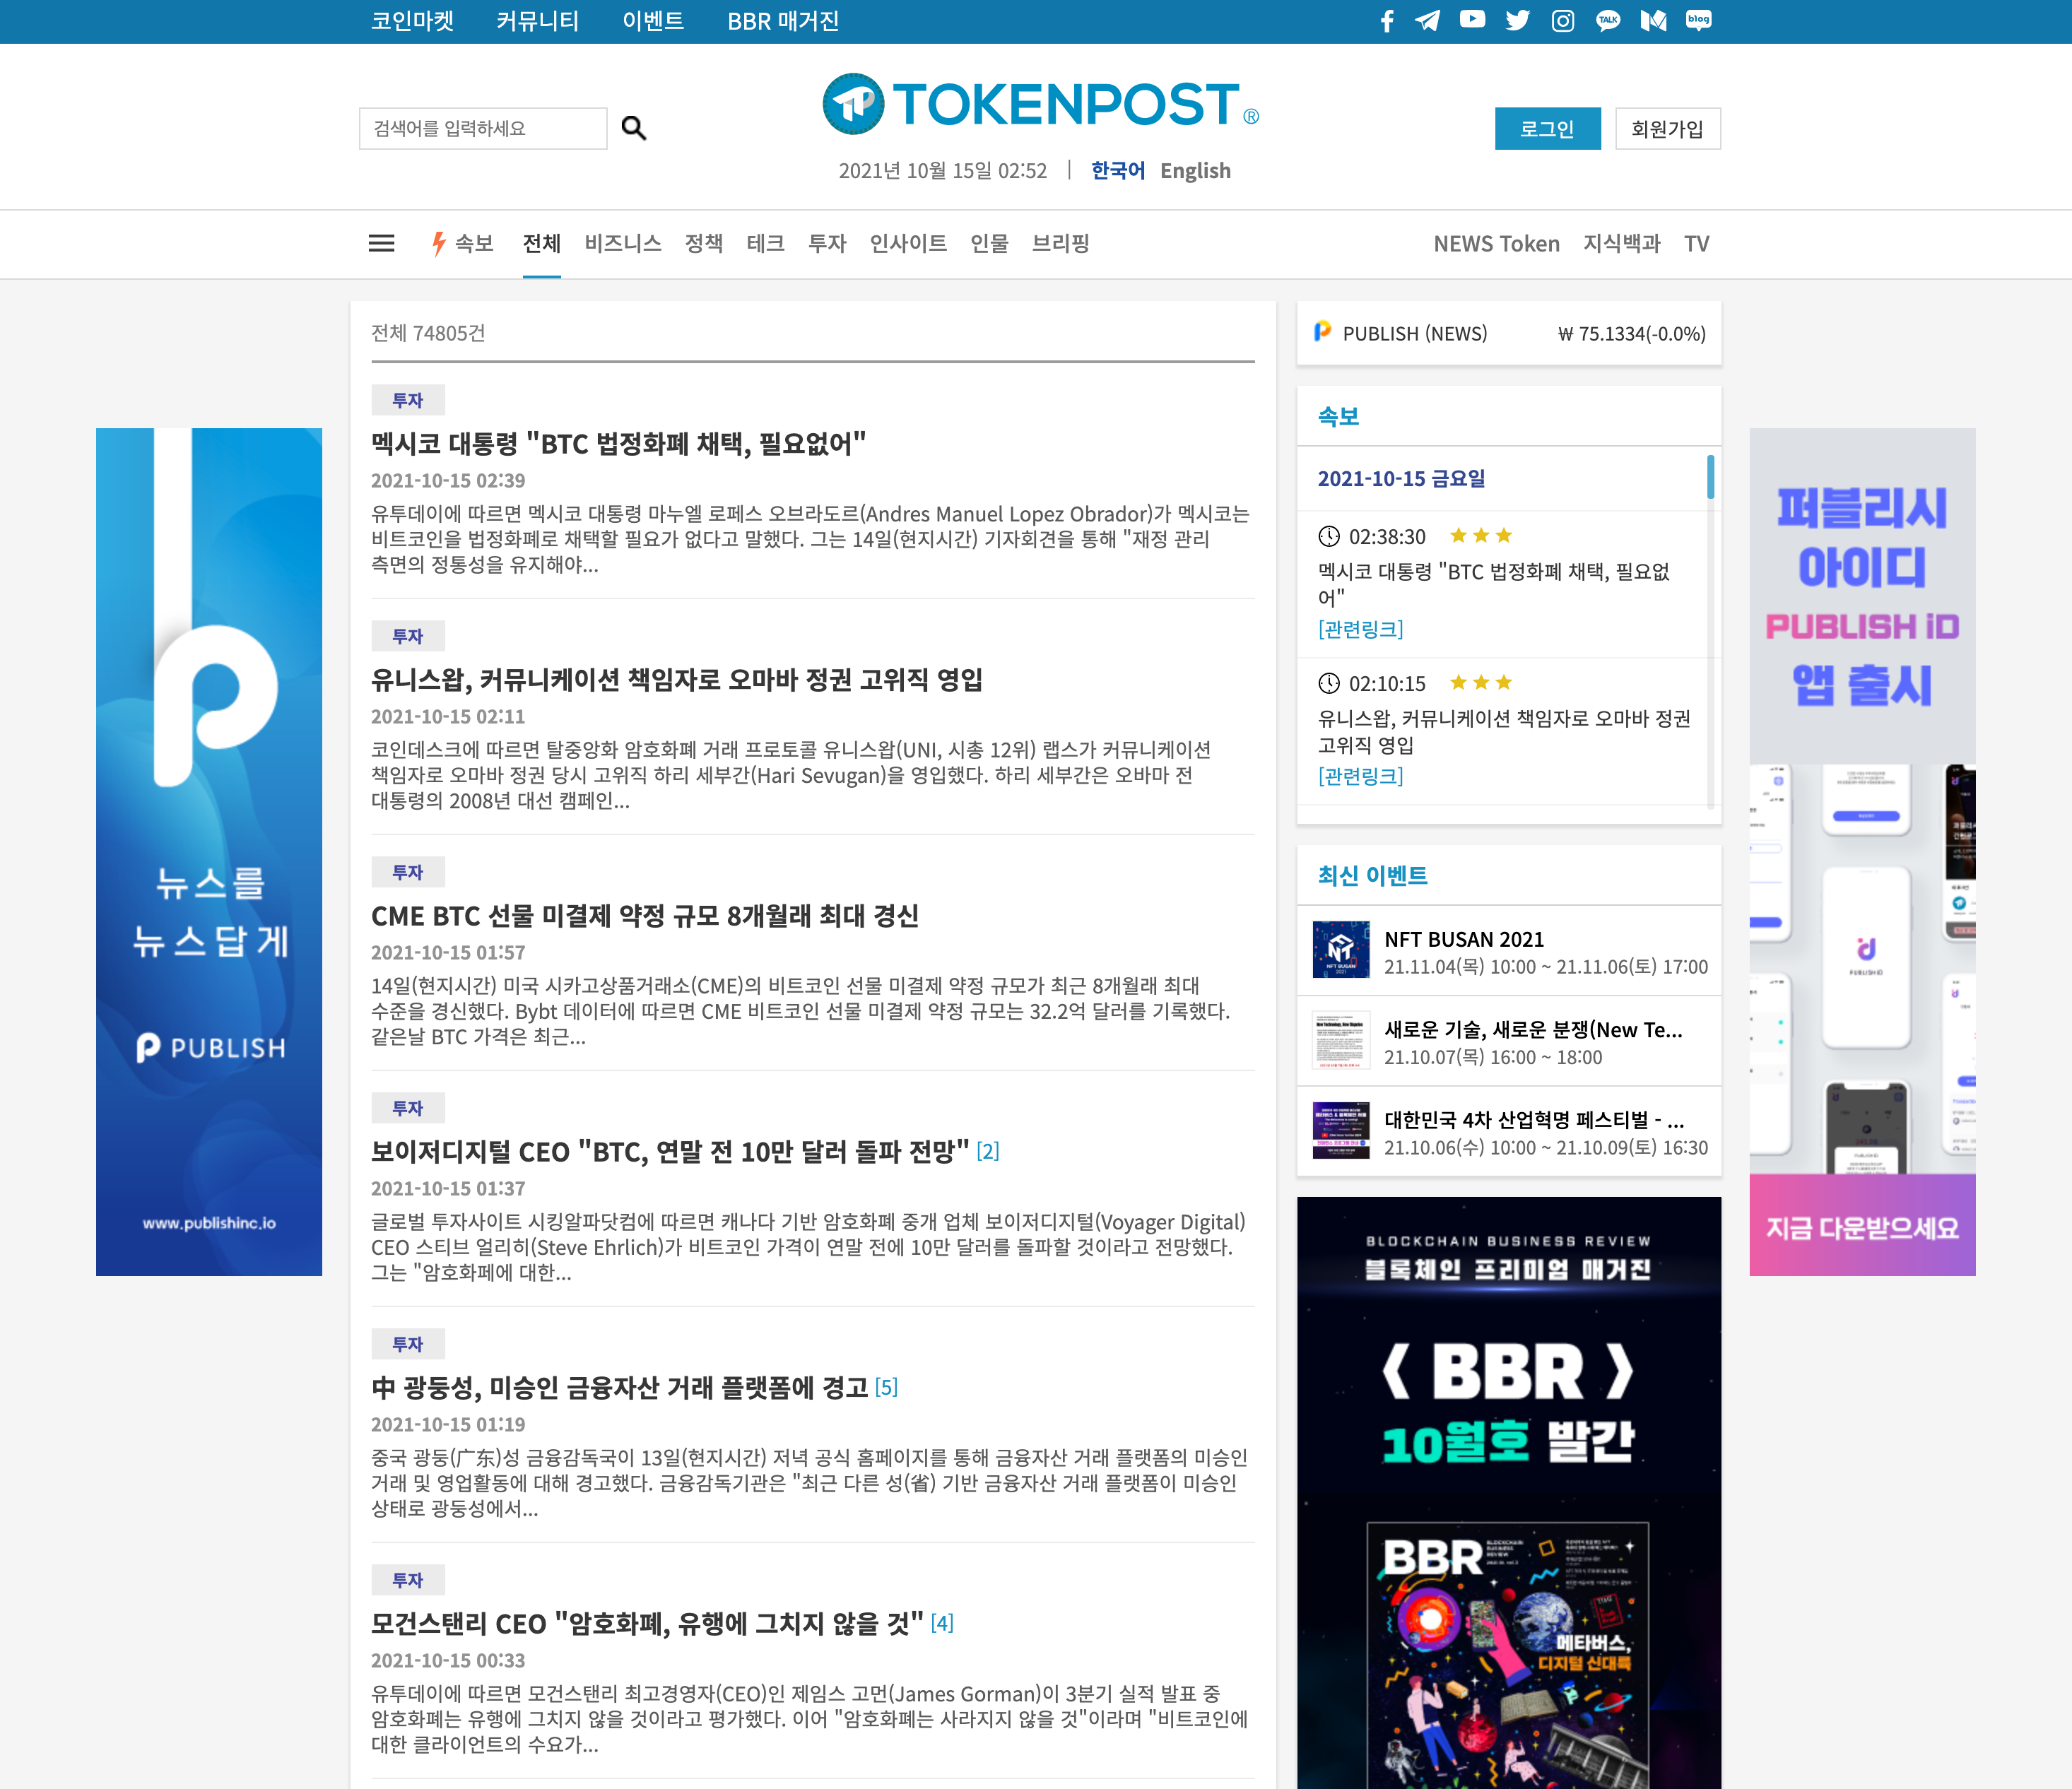 코인마켓 커뮤니티 이벤트 BBR 매거진
TALK
blog
검색어를 입력하세요
TOKENPOST®
로그인 회원가입
2021년 10월 15일 02:52 | 한국어 English
속보 전체 비즈니스 정책 테크 투자 인사이트 인물 브리핑
NEWS Token 지식백과 TV
뉴스를
뉴스답게
PUBLISH
www.publishinc.io
전체 74805건
투자
멕시코 대통령 "BTC 법정화폐 채택, 필요없어"
2021-10-15 02:39
유투데이에 따르면 멕시코 대통령 마누엘 로페스 오브라도르(Andres Manuel Lopez Obrador)가 멕시코는
비트코인을 법정화폐로 채택할 필요가 없다고 말했다. 그는 14일(현지시간) 기자회견을 통해 "재정 관리
측면의 정통성을 유지해야...
투자
유니스왑, 커뮤니케이션 책임자로 오마바 정권 고위직 영입
2021-10-15 02:11
코인데스크에 따르면 탈중앙화 암호화폐 거래 프로토콜 유니스왑(UNI, 시총 12위) 랩스가 커뮤니케이션
책임자로 오마바 정권 당시 고위직 하리 세부간(Hari Sevugan)을 영입했다. 하리 세부간은 오바마 전
대통령의 2008년 대선 캠페인...
투자
CME BTC 선물 미결제 약정 규모 8개월래 최대 경신
2021-10-15 01:57
14일(현지시간) 미국 시카고상품거래소(CME)의 비트코인 선물 미결제 약정 규모가 최근 8개월래 최대
수준을 경신했다. Bybt 데이터에 따르면 CME 비트코인 선물 미결제 약정 규모는 32.2억 달러를 기록했다.
같은날 BTC 가격은 최근...
투자
보이저디지털 CEO "BTC, 연말 전 10만 달러 돌파 전망" [2]
2021-10-15 01:37
글로벌 투자사이트 시킹알파닷컴에 따르면 캐나다 기반 암호화폐 중개 업체 보이저디지털(Voyager Digital)
CEO 스티브 얼리히(Steve Ehrlich)가 비트코인 가격이 연말 전에 10만 달러를 돌파할 것이라고 전망했다.
그는 "암호화페에 대한...
투자
中 광둥성, 미승인 금융자산 거래 플랫폼에 경고 [5]
2021-10-15 01:19
중국 광둥(广东)성 금융감독국이 13일(현지시간) 저녁 공식 홈페이지를 통해 금융자산 거래 플랫폼의 미승인
거래 및 영업활동에 대해 경고했다. 금융감독기관은 "최근 다른 성(省) 기반 금융자산 거래 플랫폼이 미승인
상태로 광둥성에서...
투자
모건스탠리 CEO "암호화폐, 유행에 그치지 않을 것" [4]
2021-10-15 00:33
유투데이에 따르면 모건스탠리 최고경영자(CEO)인 제임스 고먼(James Gorman)이 3분기 실적 발표 중
암호화폐는 유행에 그치지 않을 것이라고 평가했다. 이어 "암호화폐는 사라지지 않을 것"이라며 "비트코인에
대한 클라이언트의 수요가...
PUBLISH (NEWS) ₩ 75.1334(-0.0%)
속보
2021-10-15 금요일
02:38:30 ★★★
멕시코 대통령 "BTC 법정화폐 채택, 필요없
어"
[관련링크]
02:10:15 ★★★
유니스왑, 커뮤니케이션 책임자로 오마바 정권
고위직 영입
[관련링크]
최신 이벤트
NFT BUSAN 2021
21.11.04(목) 10:00 ~ 21.11.06(토) 17:00
새로운 기술, 새로운 분쟁(New Te...
21.10.07(목) 16:00 ~ 18:00
대한민국 4차 산업혁명 페스티벌 - ...
21.10.06(수) 10:00 ~ 21.10.09(토) 16:30
BLOCKCHAIN BUSINESS REVIEW
블록체인 프리미엄 매거진
〈 BBR 〉
10월호 발간
BBR
BLOCKCHAIN
BUSINESS
REVIEW
메타버스,
디지털 신대륙
퍼블리시
아이디
PUBLISH iD
앱 출시
PUBLISH iD
지금 다운받으세요